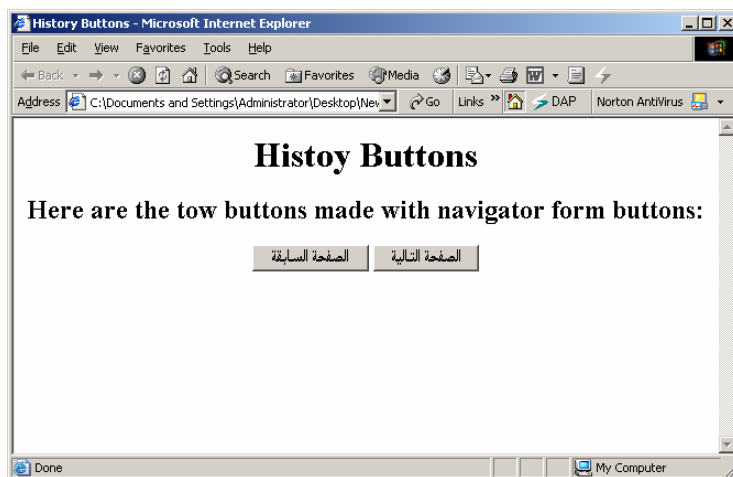 History Buttons - Microsoft Internet Explorer
File Edit View Favorites Tools Help
Back Search Favorites Media
Address C:\Documents and Settings\Administrator\Desktop\New Go Links » DAP Norton AntiVirus
Histoy Buttons
Here are the tow buttons made with navigator form buttons:
الصفحة السابقة الصفحة التالية
Done My Computer